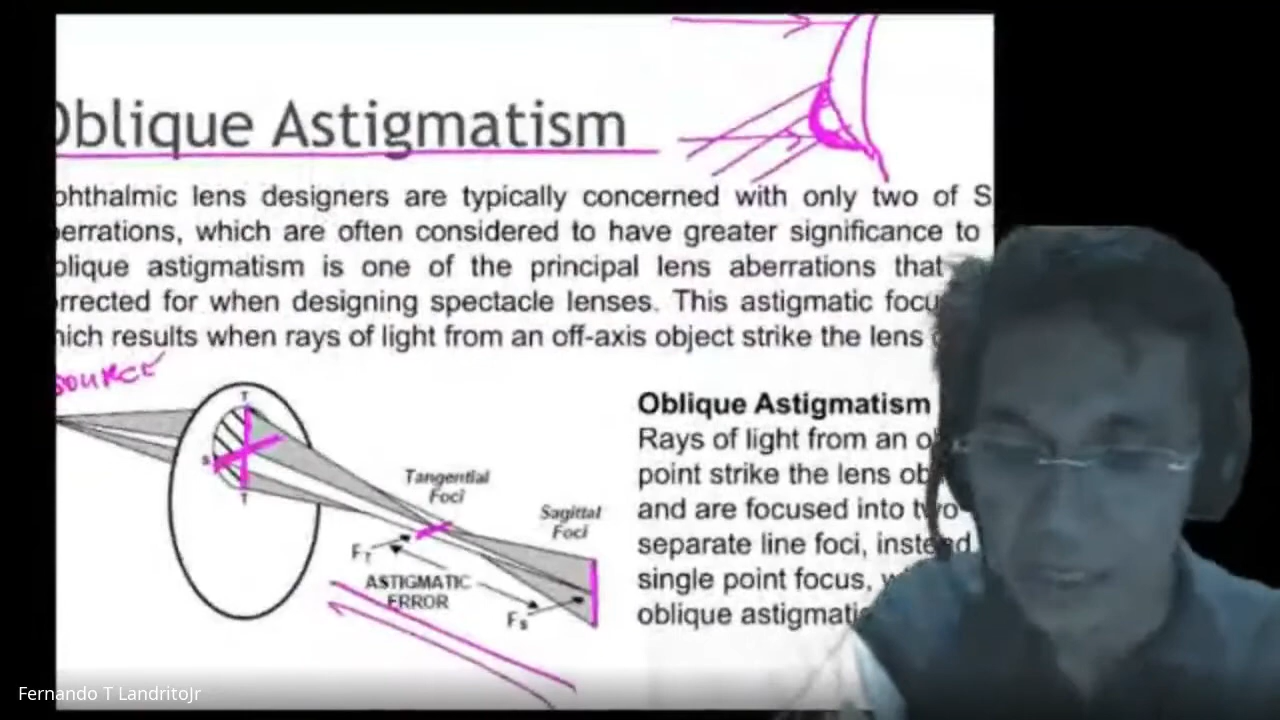 Oblique Astigmatism
ophthalmic lens designers are typically concerned with only two of S
berrations, which are often considered to have greater significance to
blique astigmatism is one of the principal lens aberrations that
rrected for when designing spectacle lenses. This astigmatic focu
hich results when rays of light from an off-axis object strike the lens
SOURCE
T
S
T
Tangential
Foci
Sagittal
Foci
FT
ASTIGMATIC
ERROR
FS
Oblique Astigmatism
Rays of light from an o
point strike the lens ob
and are focused into two
separate line foci, instead
single point focus, w
oblique astigmati
Fernando T LandritoJr